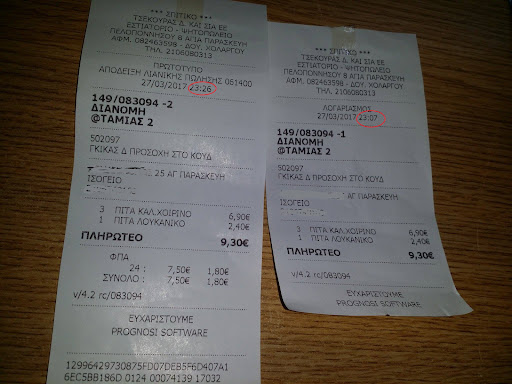 *** ΣΠΙΤΙΚΟ ***
ΤΣΕΚΟΥΡΑΣ Δ. ΚΑΙ ΣΙΑ ΕΕ
ΕΣΤΙΑΤΟΡΙΟ - ΨΗΤΟΠΩΛΕΙΟ
ΠΕΛΟΠΟΝΝΗΣΟΥ 8 ΑΓΙΑ ΠΑΡΑΣΚΕΥΗ
ΑΦΜ. 082463598 - ΔΟΥ. ΧΟΛΑΡΓΟΥ
ΤΗΛ. 2106080313
ΠΡΩΤΟΤΥΠΟ
ΑΠΟΔΕΙΞΗ ΛΙΑΝΙΚΗΣ ΠΩΛΗΣΗΣ 061400
27/03/2017 23:26
149/083094 -2
ΔΙΑΝΟΜΗ
@ΤΑΜΙΑΣ 2
502097
ΓΚΙΚΑΣ Δ ΠΡΟΣΟΧΗ ΣΤΟ ΚΟΥΔ
25 ΑΓ ΠΑΡΑΣΚΕΥΗ
ΙΣΟΓΕΙΟ
3 ΠΙΤΑ ΚΑΛ.ΧΟΙΡΙΝΟ 6,90€
1 ΠΙΤΑ ΛΟΥΚΑΝΙΚΟ 2,40€
ΠΛΗΡΩΤΕΟ 9,30€
ΦΠΑ
24 : 7,50€ 1,80€
ΣΥΝΟΛΟ : 7,50€ 1,80€
v/4.2 rc/083094
ΕΥΧΑΡΙΣΤΟΥΜΕ
PROGNOSI SOFTWARE
12996429730875FD07DEB5F6D407A1
6EC5BB186D 0124 00074139 17032
*** ΣΠΙΤΙΚΟ ***
ΤΣΕΚΟΥΡΑΣ Δ. ΚΑΙ ΣΙΑ ΕΕ
ΕΣΤΙΑΤΟΡΙΟ - ΨΗΤΟΠΩΛΕΙΟ
ΠΕΛΟΠΟΝΝΗΣΟΥ 8 ΑΓΙΑ ΠΑΡΑΣΚΕΥΗ
ΑΦΜ. 082463598 - ΔΟΥ. ΧΟΛΑΡΓΟΥ
ΤΗΛ. 2106080313
ΛΟΓΑΡΙΑΣΜΟΣ
27/03/2017 23:07
149/083094 -1
ΔΙΑΝΟΜΗ
@ΤΑΜΙΑΣ 2
502097
ΓΚΙΚΑΣ Δ ΠΡΟΣΟΧΗ ΣΤΟ ΚΟΥΔ
ΑΓ ΠΑΡΑΣΚΕΥΗ
ΙΣΟΓΕΙΟ
3 ΠΙΤΑ ΚΑΛ.ΧΟΙΡΙΝΟ 6,90€
1 ΠΙΤΑ ΛΟΥΚΑΝΙΚΟ 2,40€
ΠΛΗΡΩΤΕΟ 9,30€
v/4.2 rc/083094
ΕΥΧΑΡΙΣΤΟΥΜΕ
PROGNOSI SOFTWARE